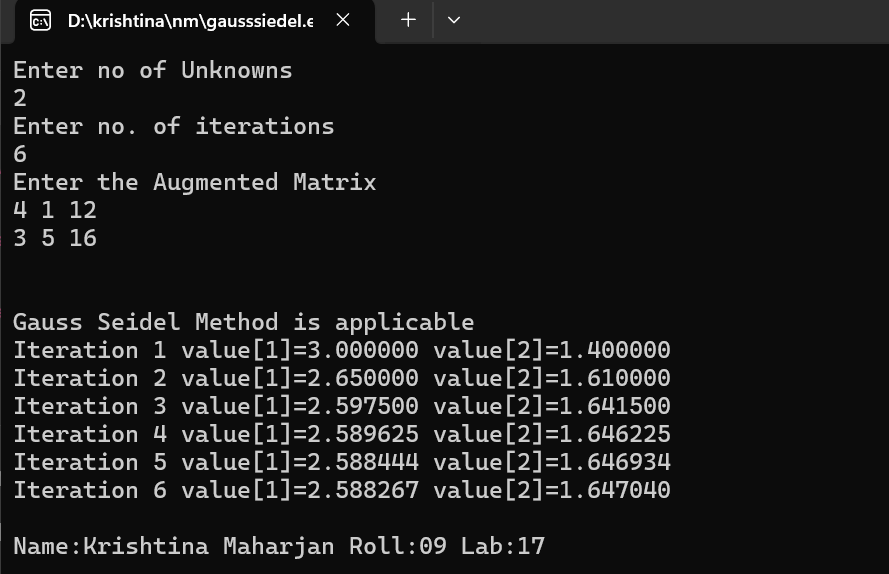 D:\krishtina\nm\gausssiedel.e
Enter no of Unknowns
2
Enter no. of iterations
6
Enter the Augmented Matrix
4 1 12
3 5 16
Gauss Seidel Method is applicable
Iteration 1 value[1]=3.000000 value[2]=1.400000
Iteration 2 value[1]=2.650000 value[2]=1.610000
Iteration 3 value[1]=2.597500 value[2]=1.641500
Iteration 4 value[1]=2.589625 value[2]=1.646225
Iteration 5 value[1]=2.588444 value[2]=1.646934
Iteration 6 value[1]=2.588267 value[2]=1.647040
Name:Krishtina Maharjan Roll:09 Lab:17